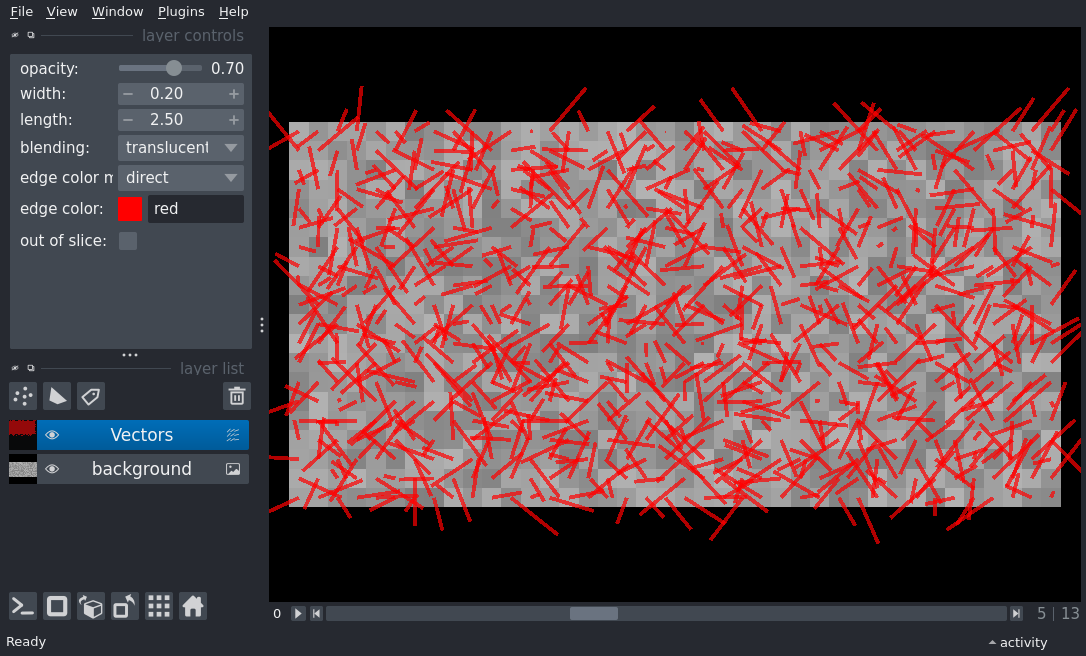 File View Window Plugins Help
layer controls
opacity: 0.70
width: 0.20
length: 2.50
blending: translucent
edge color m direct
edge color: red
out of slice:
layer list
Vectors
background
0 5 13
Ready activity